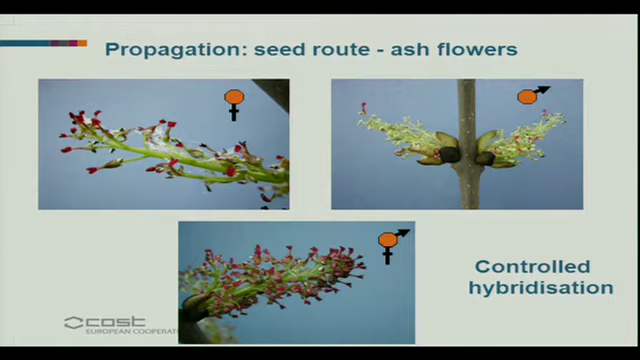 Propagation: seed route - ash flowers
Controlled
hybridisation
cost
EUROPEAN COOPERAT